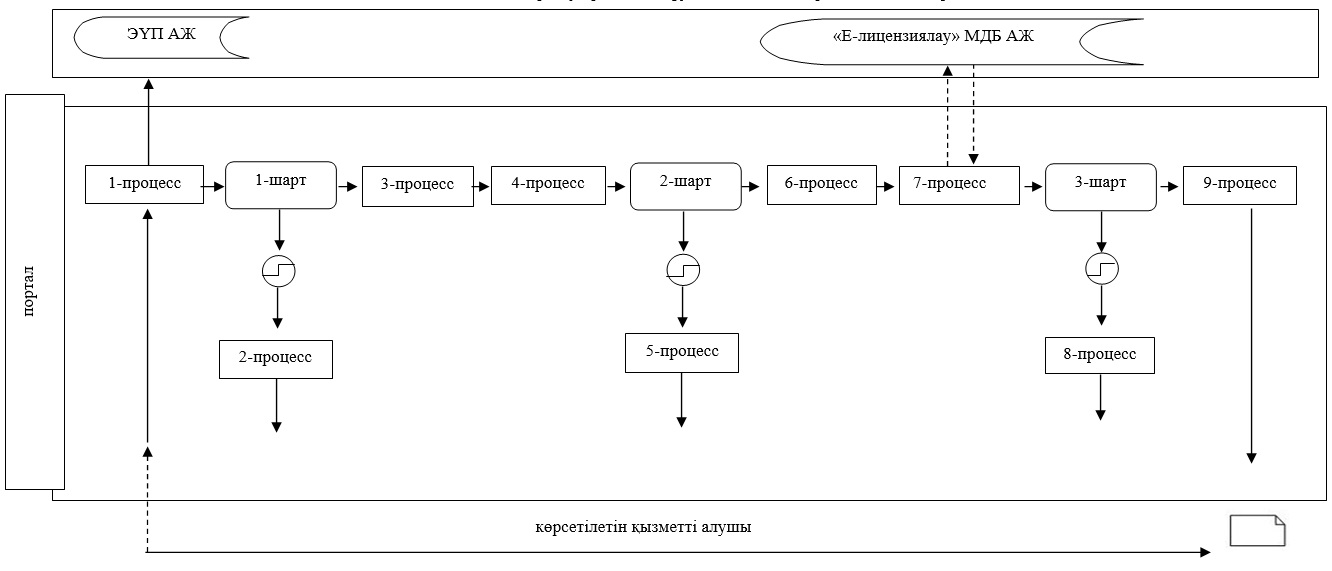 ЭҮП АЖ
«Е-лицензиялау» МДБ АЖ
портал
1-процесс
1-шарт
3-процесс
4-процесс
2-шарт
6-процесс
7-процесс
3-шарт
9-процесс
2-процесс
5-процесс
8-процесс
көрсетілетін қызметті алушы